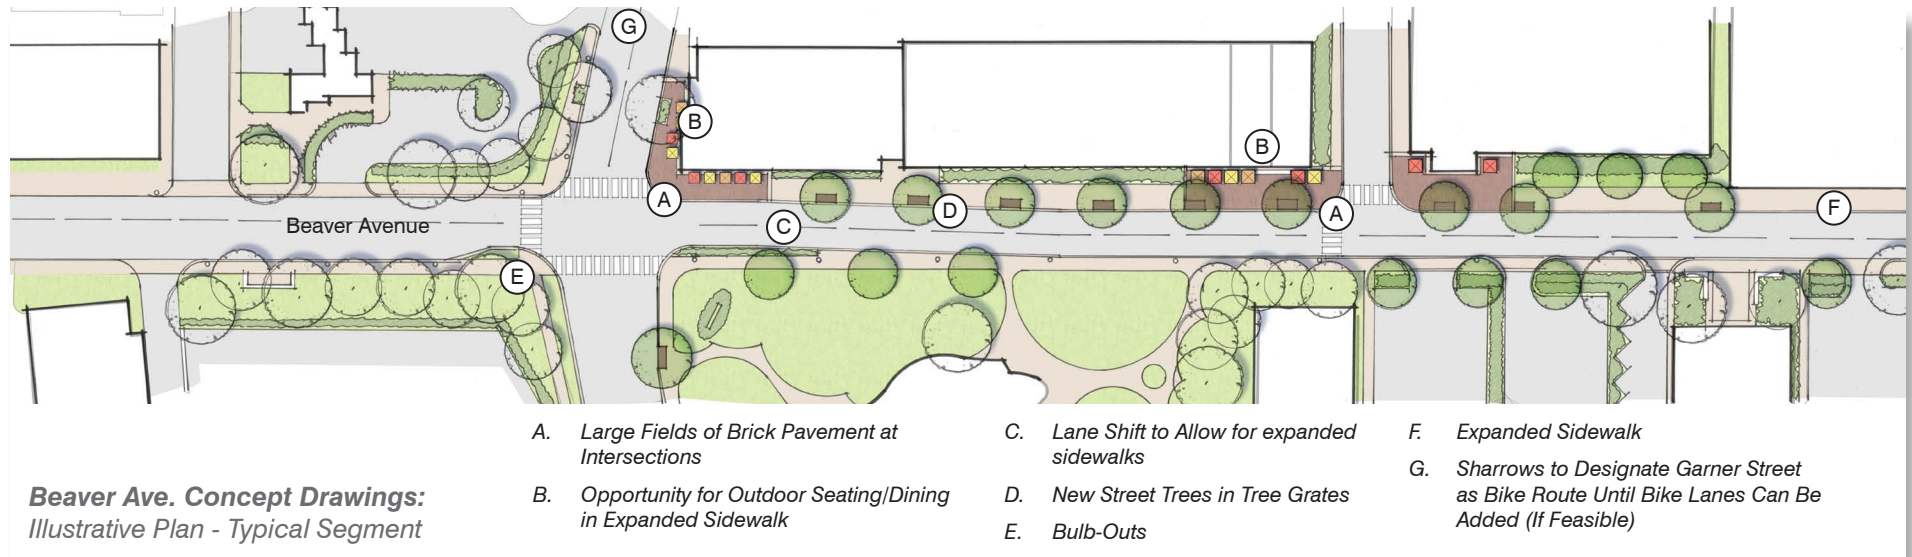 G
B
B
A
Beaver Avenue
C
D
A
F
E
A. Large Fields of Brick Pavement at
Intersections
B. Opportunity for Outdoor Seating/Dining
in Expanded Sidewalk
C. Lane Shift to Allow for expanded
sidewalks
D. New Street Trees in Tree Grates
E. Bulb-Outs
F. Expanded Sidewalk
G. Sharrows to Designate Garner Street
as Bike Route Until Bike Lanes Can Be
Added (If Feasible)
Beaver Ave. Concept Drawings:
Illustrative Plan - Typical Segment